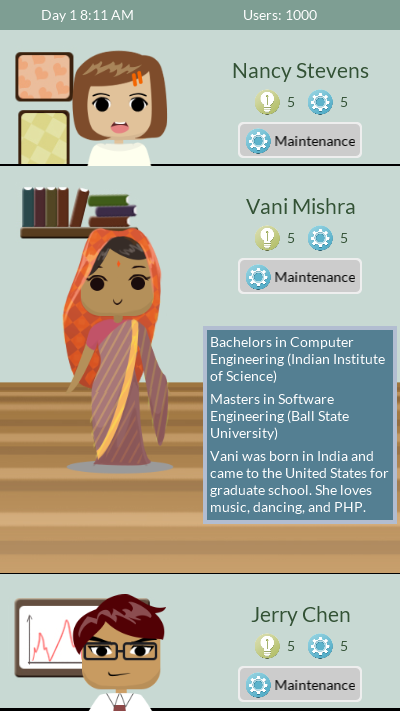 Day 1 8:11 AM
Users: 1000
Nancy Stevens
5 5
Maintenance
Vani Mishra
5 5
Maintenance
Bachelors in Computer
Engineering (Indian Institute
of Science)
Masters in Software
Engineering (Ball State
University)
Vani was born in India and
came to the United States for
graduate school. She loves
music, dancing, and PHP.
Jerry Chen
5 5
Maintenance